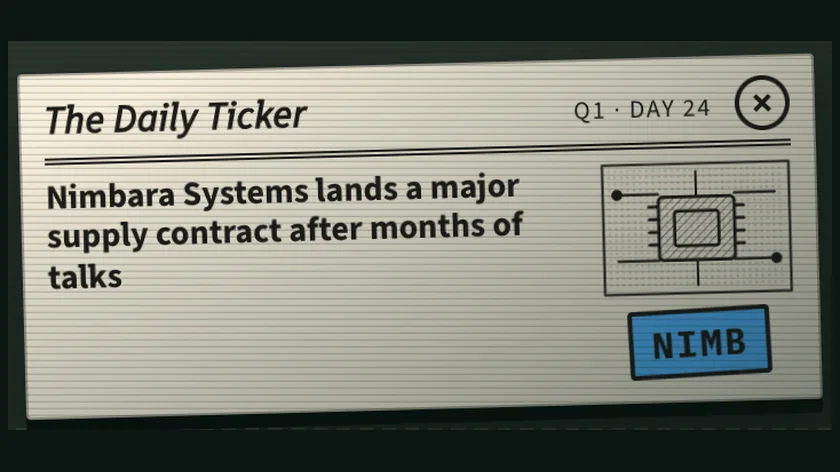 The Daily Ticker
Q1 · DAY 24
Nimbara Systems lands a major
supply contract after months of
talks
NIMB